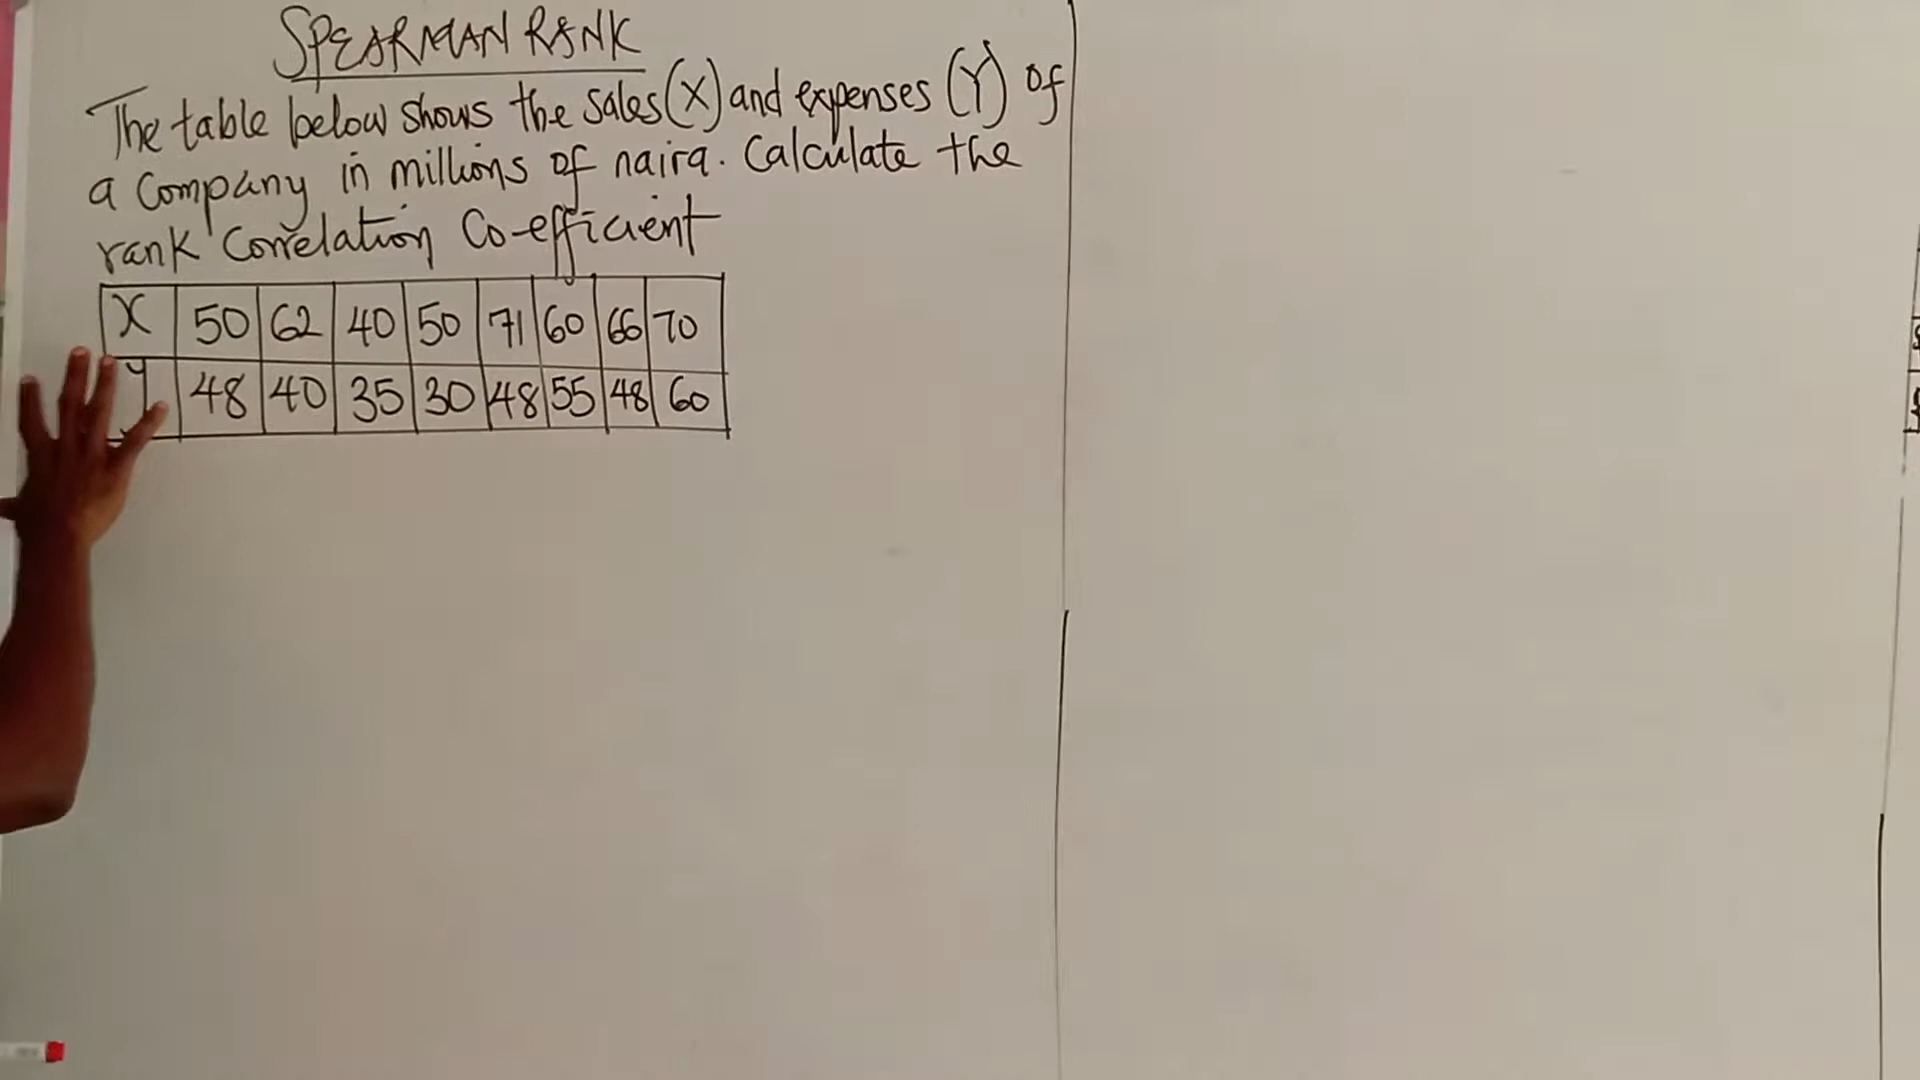 SPEARMAN RANK
The table below shows the sales (X) and expenses (Y) of
a company in millions of naira. Calculate the
rank correlation co-efficient
X 50 62 40 50 71 60 66 70
y 48 40 35 30 48 55 48 60